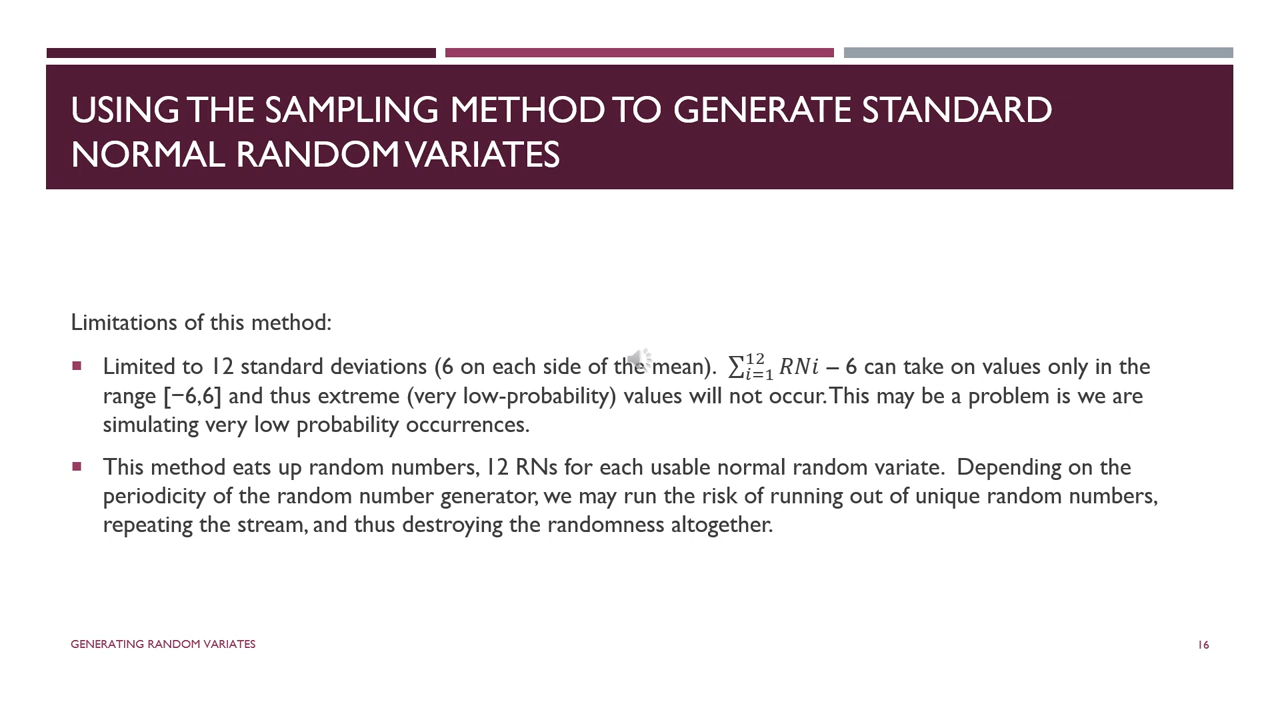 USING THE SAMPLING METHOD TO GENERATE STANDARD
NORMAL RANDOM VARIATES
Limitations of this method:
▪ Limited to 12 standard deviations (6 on each side of the mean). ∑_{i=1}^{12} RNi – 6 can take on values only in the
range [−6,6] and thus extreme (very low-probability) values will not occur. This may be a problem is we are
simulating very low probability occurrences.
▪ This method eats up random numbers, 12 RNs for each usable normal random variate. Depending on the
periodicity of the random number generator, we may run the risk of running out of unique random numbers,
repeating the stream, and thus destroying the randomness altogether.
GENERATING RANDOM VARIATES
16